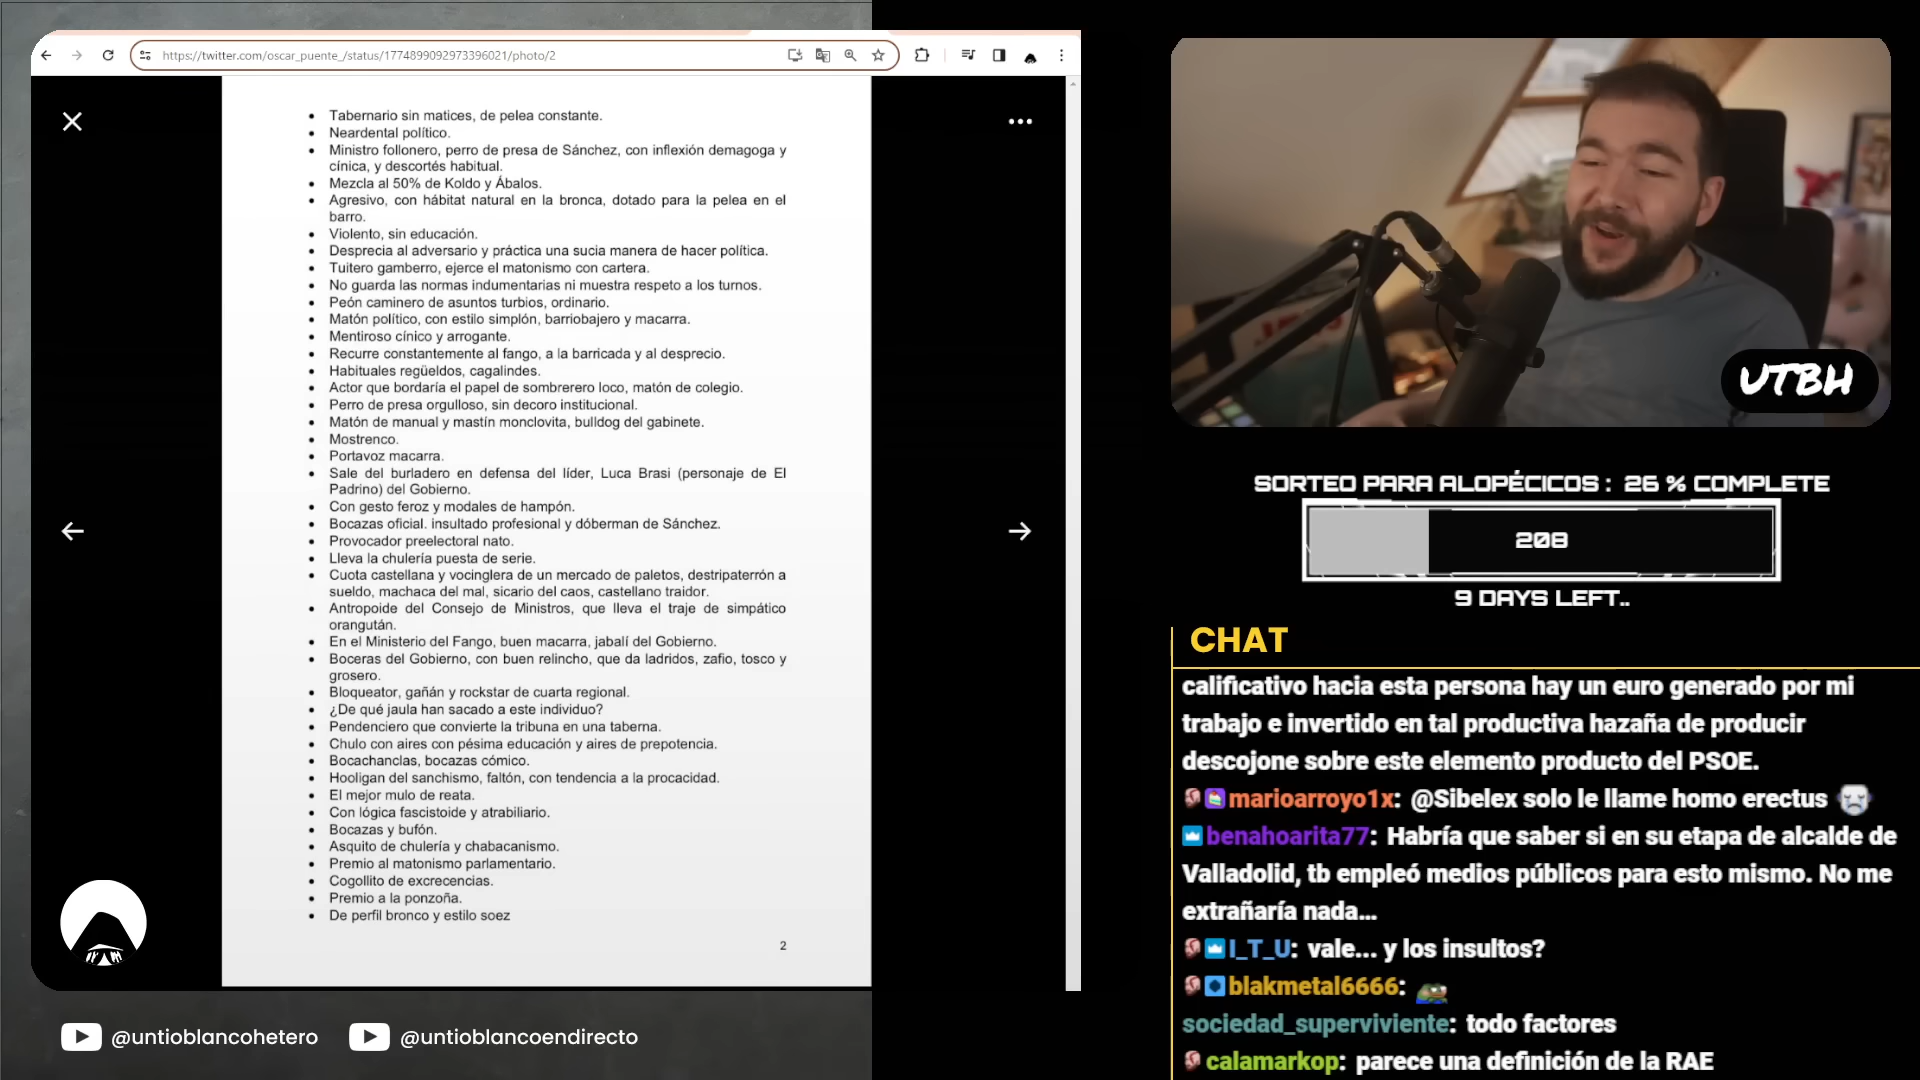 https://twitter.com/oscar_puente_/status/1774899092973396021/photo/2
• Tabernario sin matices, de pelea constante.
• Neardental político.
• Ministro follonero, perro de presa de Sánchez, con inflexión demagoga y
cínica, y descortés habitual.
• Mezcla al 50% de Koldo y Ábalos.
• Agresivo, con hábitat natural en la bronca, dotado para la pelea en el
barro.
• Violento, sin educación.
• Desprecia al adversario y práctica una sucia manera de hacer política.
• Tuitero gamberro, ejerce el matonismo con cartera.
• No guarda las normas indumentarias ni muestra respeto a los turnos.
• Peón caminero de asuntos turbios, ordinario.
• Matón político, con estilo simplón, barriobajero y macarra.
• Mentiroso cínico y arrogante.
• Recurre constantemente al fango, a la barricada y al desprecio.
• Habituales regüeldos, cagalindes.
• Actor que bordaría el papel de sombrerero loco, matón de colegio.
• Perro de presa orgulloso, sin decoro institucional.
• Matón de manual y mastín monclovita, bulldog del gabinete.
• Mostrenco.
• Portavoz macarra.
• Sale del burladero en defensa del líder, Luca Brasi (personaje de El
Padrino) del Gobierno.
• Con gesto feroz y modales de hampón.
• Bocazas oficial. insultado profesional y dóberman de Sánchez.
• Provocador preelectoral nato.
• Lleva la chulería puesta de serie.
• Cuota castellana y vocinglera de un mercado de paletos, destripaterrón a
sueldo, machaca del mal, sicario del caos, castellano traidor.
• Antropoide del Consejo de Ministros, que lleva el traje de simpático
orangután.
• En el Ministerio del Fango, buen macarra, jabalí del Gobierno.
• Boceras del Gobierno, con buen relincho, que da ladridos, zafio, tosco y
grosero.
• Bloqueator, gañán y rockstar de cuarta regional.
• ¿De qué jaula han sacado a este individuo?
• Pendenciero que convierte la tribuna en una taberna.
• Chulo con aires con pésima educación y aires de prepotencia.
• Bocachanclas, bocazas cómico.
• Hooligan del sanchismo, faltón, con tendencia a la procacidad.
• El mejor mulo de reata.
• Con lógica fascistoide y atrabiliario.
• Bocazas y bufón.
• Asquito de chulería y chabacanismo.
• Premio al matonismo parlamentario.
• Cogollito de excrecencias.
• Premio a la ponzoña.
• De perfil bronco y estilo soez
2
@untioblancohetero
@untioblancoendirecto
UTBH
SORTEO PARA ALOPÉCICOS : 26 % COMPLETE
208
9 DAYS LEFT..
CHAT
calificativo hacia esta persona hay un euro generado por mi
trabajo e invertido en tal productiva hazaña de producir
descojone sobre este elemento producto del PSOE.
marioarroyo1x: @Sibelex solo le llame homo erectus
benahoarita77: Habría que saber si en su etapa de alcalde de
Valladolid, tb empleó medios públicos para esto mismo. No me
extrañaría nada...
I_T_U: vale... y los insultos?
blakmetal6666:
sociedad_superviviente: todo factores
calamarkop: parece una definición de la RAE